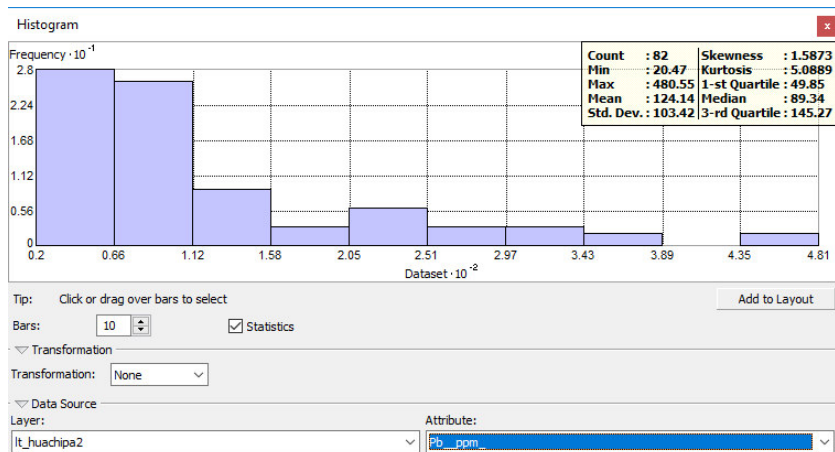 Histogram
x
Frequency · 10 -1
2.8
2.24
1.68
1.12
0.56
0
Count : 82 Skewness : 1.5873
Min : 20.47 Kurtosis : 5.0889
Max : 480.55 1-st Quartile : 49.85
Mean : 124.14 Median : 89.34
Std. Dev. : 103.42 3-rd Quartile : 145.27
0.2 0.66 1.12 1.58 2.05 2.51 2.97 3.43 3.89 4.35 4.81
Dataset · 10 -2
Tip: Click or drag over bars to select
Add to Layout
Bars: 10 Statistics
Transformation
Transformation: None
Data Source
Layer: Attribute:
lt_huachipa2 Pb__ppm_